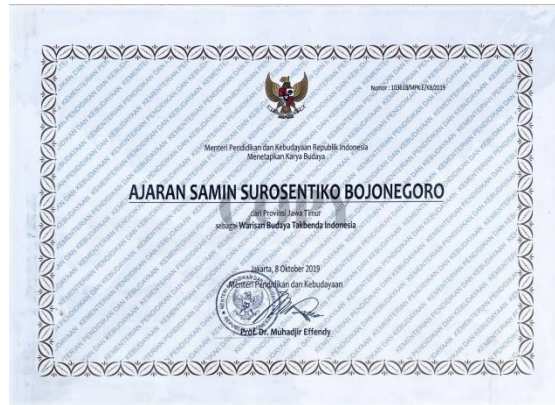 Nomor : 103618/MPK.E/KB/2019
Menteri Pendidikan dan Kebudayaan Republik Indonesia
Menetapkan Karya Budaya
AJARAN SAMIN SUROSENTIKO BOJONEGORO
COPY
dari Provinsi Jawa Timur
sebagai Warisan Budaya Takbenda Indonesia
Jakarta, 8 Oktober 2019
Menteri Pendidikan dan Kebudayaan
Prof. Dr. Muhadjir Effendy